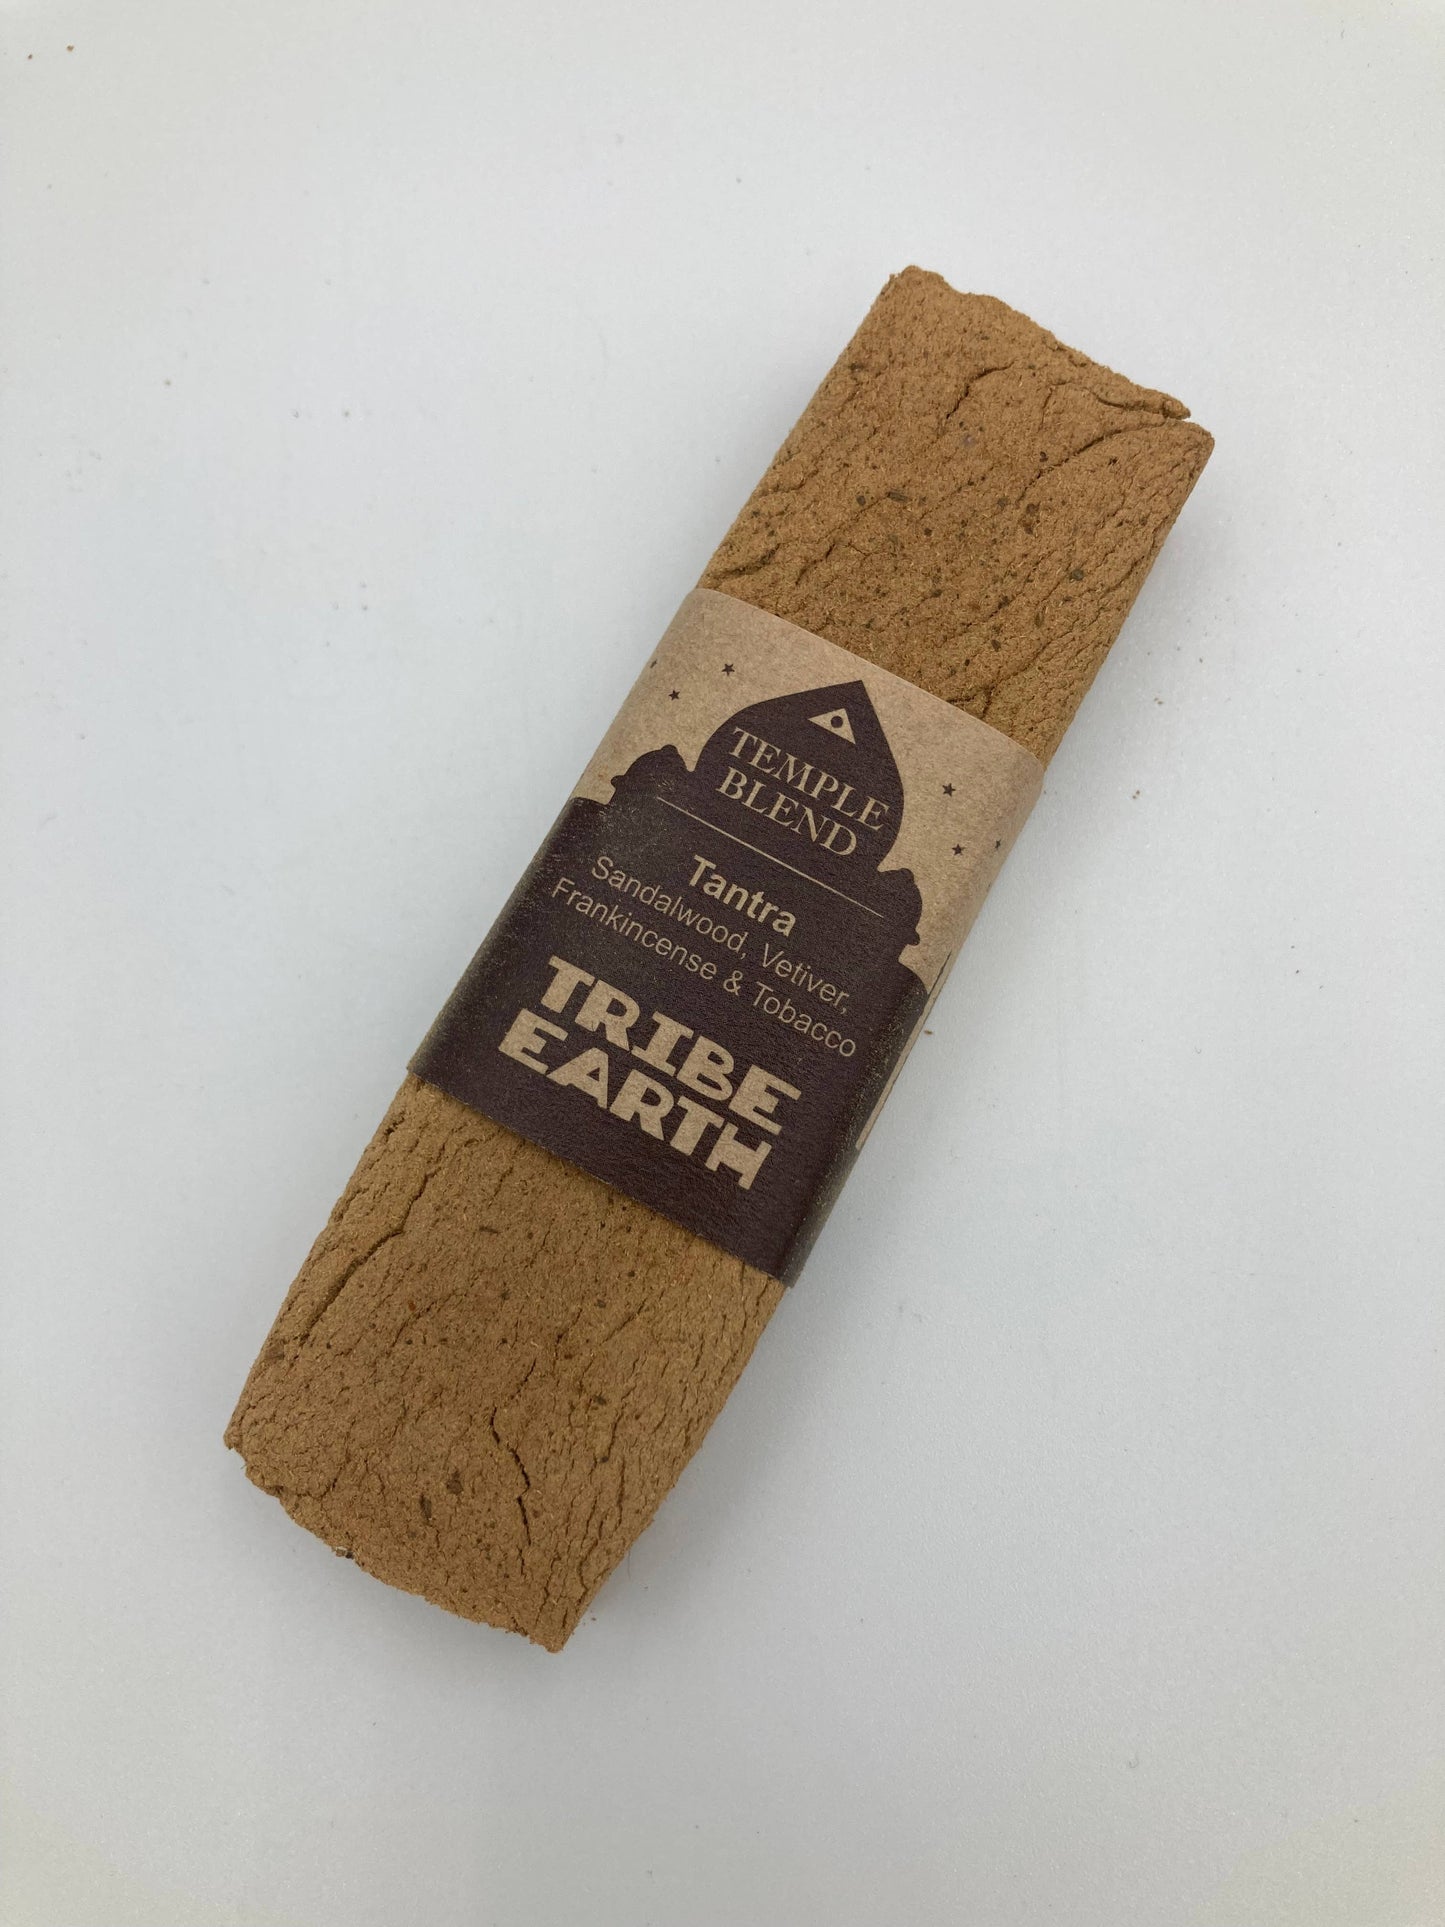 TEMPLE
BLEND
Tantra
Sandalwood, Vetiver,
Frankincense & Tobacco
TRIBE
EARTH